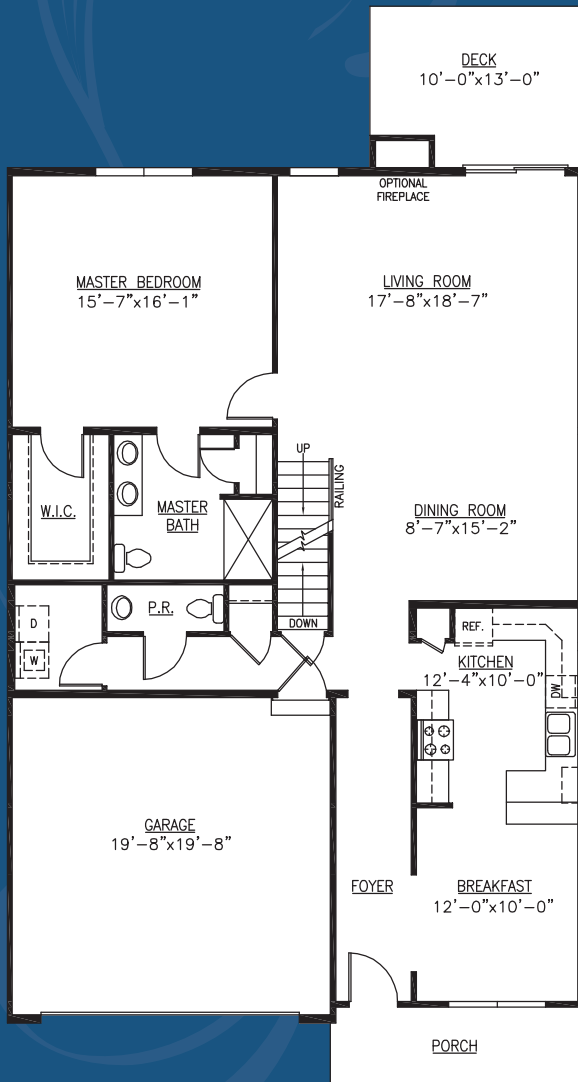 DECK
10'-0"x13'-0"
OPTIONAL
FIREPLACE
MASTER BEDROOM
15'-7"x16'-1"
LIVING ROOM
17'-8"x18'-7"
UP
RAILING
W.I.C.
MASTER
BATH
DINING ROOM
8'-7"x15'-2"
P.R.
D
W
DOWN
REF.
KITCHEN
12'-4"x10'-0"
DW
GARAGE
19'-8"x19'-8"
FOYER
BREAKFAST
12'-0"x10'-0"
PORCH